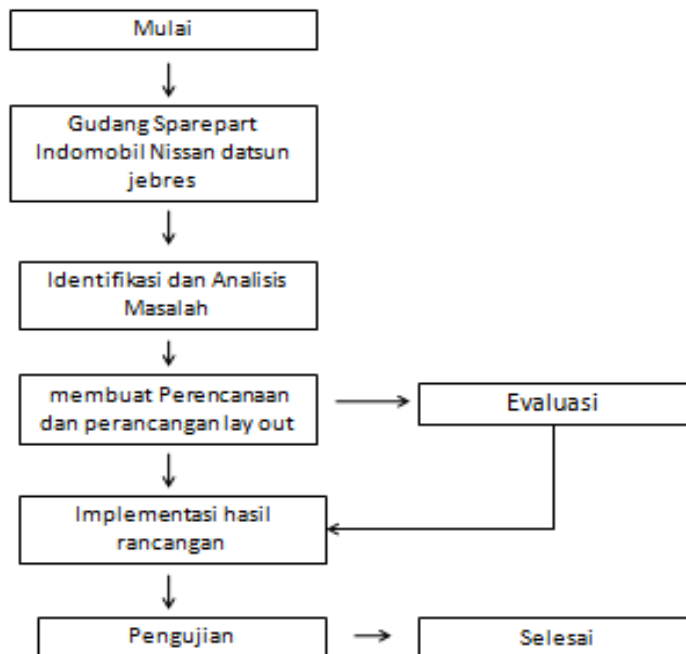 Mulai
Gudang Sparepart
Indomobil Nissan datsun
jebres
Identifikasi dan Analisis
Masalah
membuat Perencanaan
dan perancangan lay out
Evaluasi
Implementasi hasil
rancangan
Pengujian
Selesai